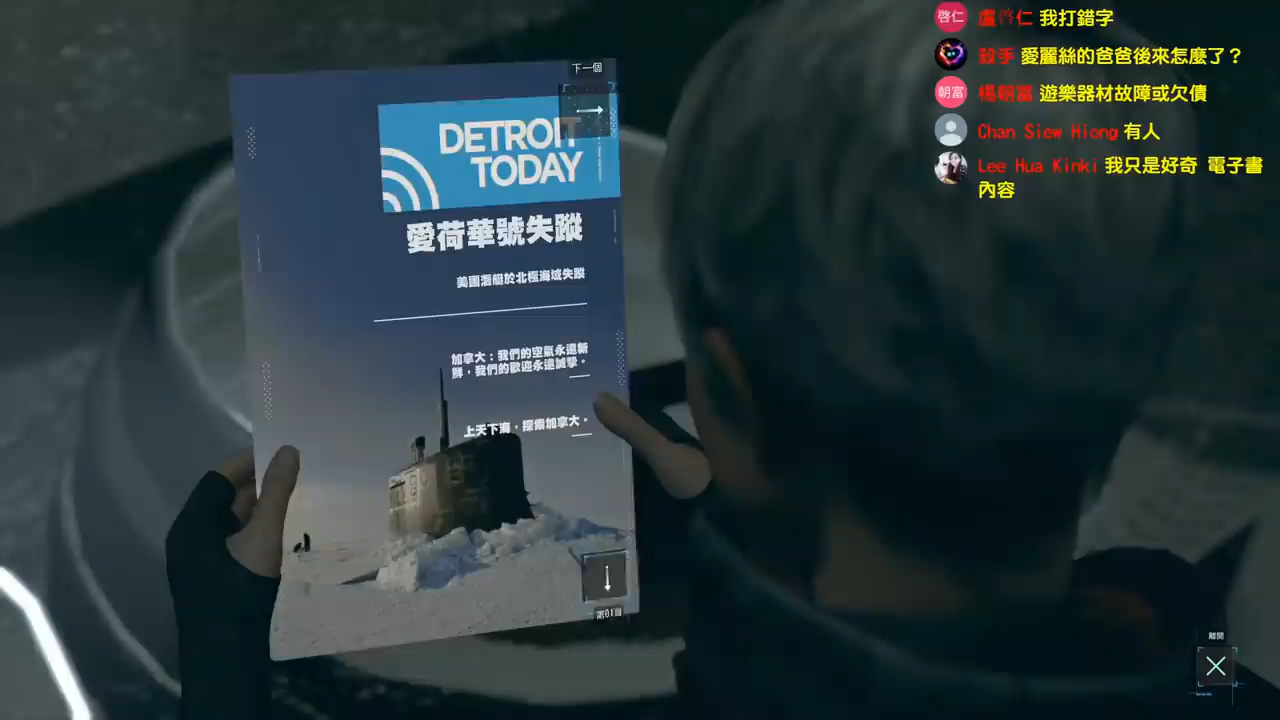 下一個
DETROIT
TODAY
愛荷華號失蹤
美國潛艇於北極海域失蹤
加拿大：我們的空氣永遠新
鮮，我們的歡迎永遠誠摯。
上天下海，探索加拿大。
第01頁
離開
啓仁 盧啓仁 我打錯字
殺手 愛麗絲的爸爸後來怎麼了？
朝富 楊朝富 遊樂器材故障或欠債
Chan Siew Hiong 有人
Lee Hua Kinki 我只是好奇 電子書
內容